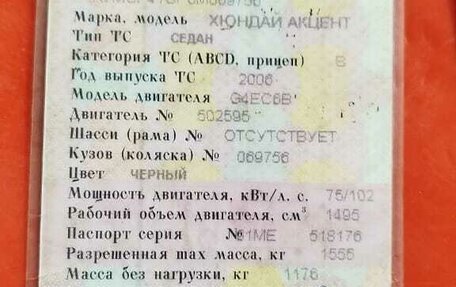 Марка, модель ХЮНДАЙ АКЦЕНТ
Тип ТС СЕДАН
Категория ТС (ABCD, прицеп) B
Год выпуска ТС 2006
Модель двигателя G4EC6B
Двигатель № 502595
Шасси (рама) № ОТСУТСТВУЕТ
Кузов (коляска) № 069756
Цвет ЧЕРНЫЙ
Мощность двигателя, кВт/л. с. 75/102
Рабочий объем двигателя, см³ 1495
Паспорт серия № 61МЕ 518176
Разрешенная max масса, кг 1555
Масса без нагрузки, кг 1176